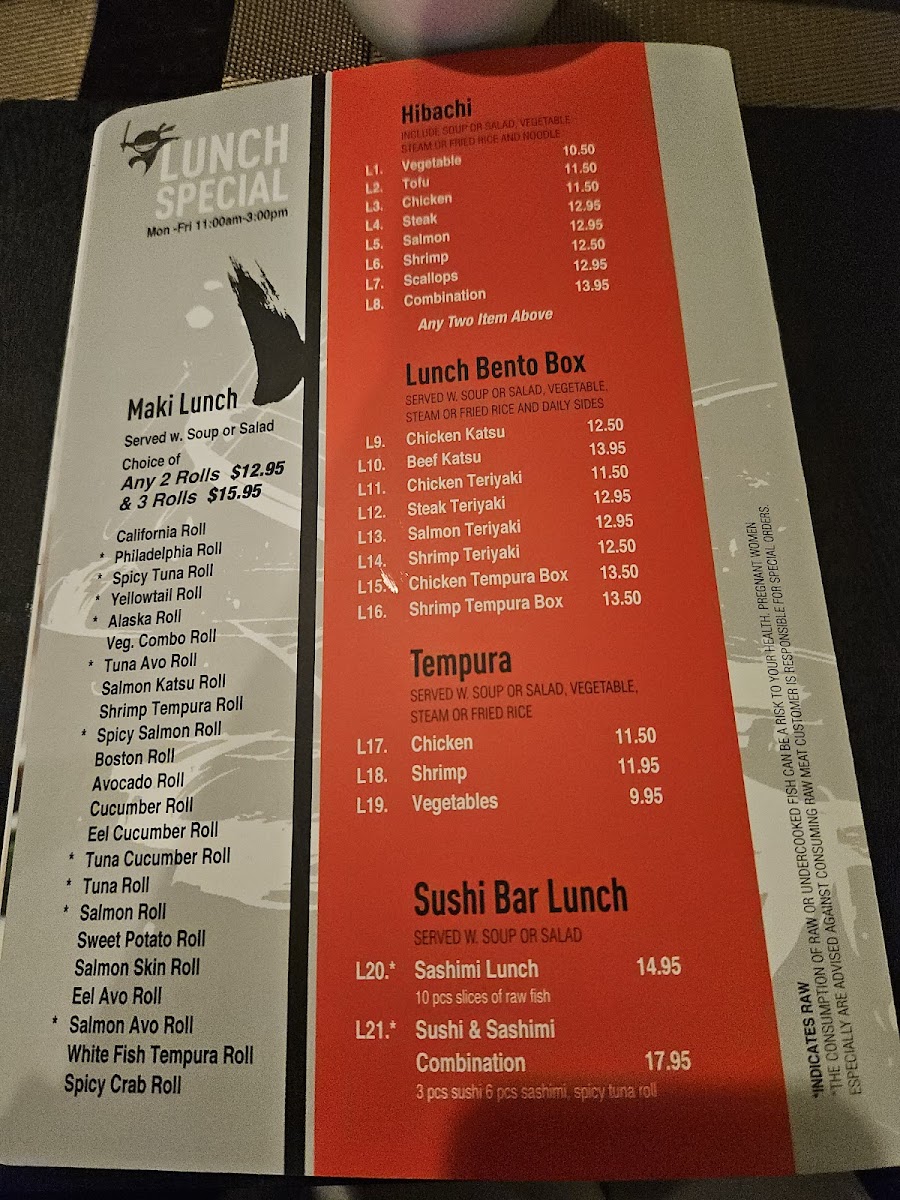 LUNCH
SPECIAL
Mon -Fri 11:00am-3:00pm
Maki Lunch
Served w. Soup or Salad
Choice of
Any 2 Rolls $12.95
& 3 Rolls $15.95
California Roll
* Philadelphia Roll
* Spicy Tuna Roll
* Yellowtail Roll
* Alaska Roll
Veg. Combo Roll
* Tuna Avo Roll
Salmon Katsu Roll
Shrimp Tempura Roll
* Spicy Salmon Roll
Boston Roll
Avocado Roll
Cucumber Roll
Eel Cucumber Roll
* Tuna Cucumber Roll
* Tuna Roll
* Salmon Roll
Sweet Potato Roll
Salmon Skin Roll
Eel Avo Roll
* Salmon Avo Roll
White Fish Tempura Roll
Spicy Crab Roll
Hibachi
INCLUDE SOUP OR SALAD, VEGETABLE
STEAM OR FRIED RICE AND NOODLE
L1. Vegetable 10.50
L2. Tofu 11.50
L3. Chicken 11.50
L4. Steak 12.95
L5. Salmon 12.95
L6. Shrimp 12.50
L7. Scallops 12.95
L8. Combination 13.95
Any Two Item Above
Lunch Bento Box
SERVED W. SOUP OR SALAD, VEGETABLE,
STEAM OR FRIED RICE AND DAILY SIDES
L9. Chicken Katsu 12.50
L10. Beef Katsu 13.95
L11. Chicken Teriyaki 11.50
L12. Steak Teriyaki 12.95
L13. Salmon Teriyaki 12.95
L14. Shrimp Teriyaki 12.50
L15. Chicken Tempura Box 13.50
L16. Shrimp Tempura Box 13.50
Tempura
SERVED W. SOUP OR SALAD, VEGETABLE,
STEAM OR FRIED RICE
L17. Chicken 11.50
L18. Shrimp 11.95
L19. Vegetables 9.95
Sushi Bar Lunch
SERVED W. SOUP OR SALAD
L20.* Sashimi Lunch 14.95
10 pcs slices of raw fish
L21.* Sushi & Sashimi
Combination 17.95
3 pcs sushi 6 pcs sashimi, spicy tuna roll
*INDICATES RAW
*THE CONSUMPTION OF RAW OR UNDERCOOKED FISH CAN BE A RISK TO YOUR HEALTH, PREGNANT WOMEN
ESPECIALLY ARE ADVISED AGAINST CONSUMING RAW MEAT CUSTOMER IS RESPONSIBLE FOR SPECIAL ORDERS.